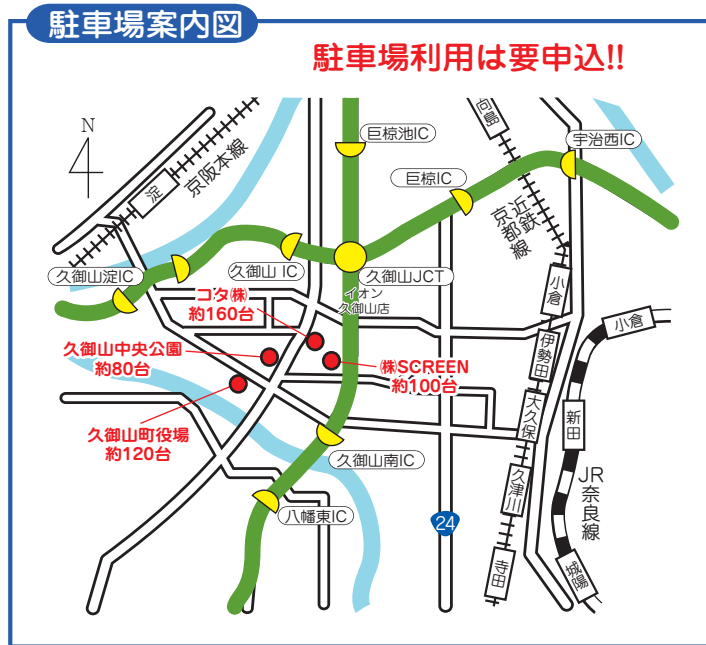 駐車場案内図
駐車場利用は要申込!!
N
淀
京阪本線
向島
巨椋池IC
宇治西IC
巨椋IC
近鉄
京都線
久御山淀IC
久御山 IC
久御山JCT
イオン
久御山店
コタ㈱
約160台
小倉
小倉
久御山中央公園
約80台
㈱SCREEN
約100台
伊勢田
大久保
新田
久御山町役場
約120台
久御山南IC
久津川
JR奈良線
八幡東IC
24
寺田
城陽